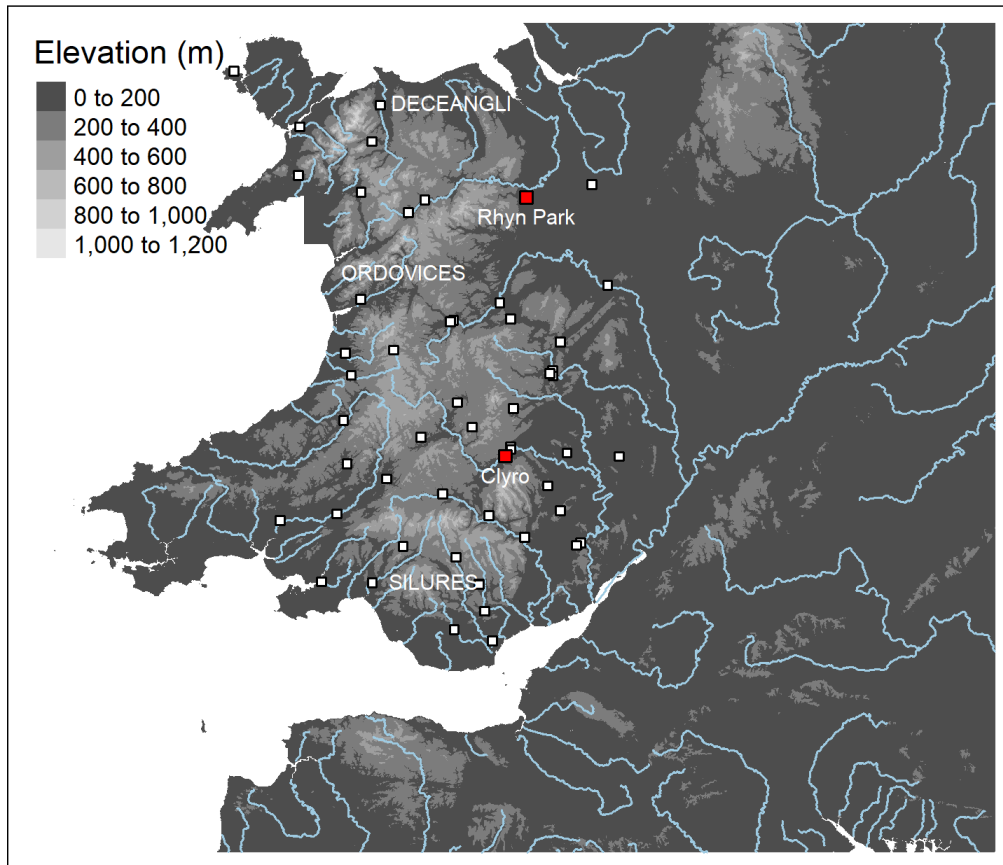 Elevation (m)
0 to 200
200 to 400
400 to 600
600 to 800
800 to 1,000
1,000 to 1,200
DECEANGLI
Rhyn Park
ORDOVICES
Clyro
SILURES